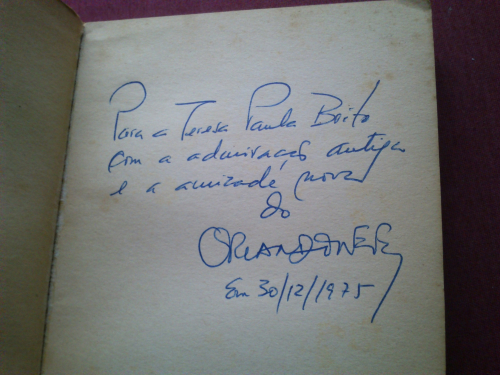 Para a Teresa Paula Brito
com a admiração antiga
e a amizade nova
do
ORLANDO NEVES
Em 30/12/1975